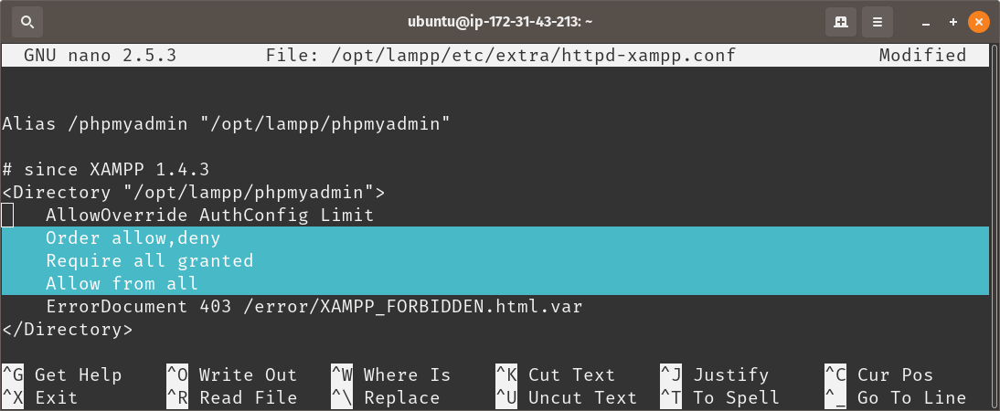 ubuntu@ip-172-31-43-213: ~
GNU nano 2.5.3 File: /opt/lampp/etc/extra/httpd-xampp.conf Modified
Alias /phpmyadmin "/opt/lampp/phpmyadmin"
# since XAMPP 1.4.3
<Directory "/opt/lampp/phpmyadmin">
AllowOverride AuthConfig Limit
Order allow,deny
Require all granted
Allow from all
ErrorDocument 403 /error/XAMPP_FORBIDDEN.html.var
</Directory>
^G Get Help ^O Write Out ^W Where Is ^K Cut Text ^J Justify ^C Cur Pos
^X Exit ^R Read File ^\ Replace ^U Uncut Text ^T To Spell ^_ Go To Line